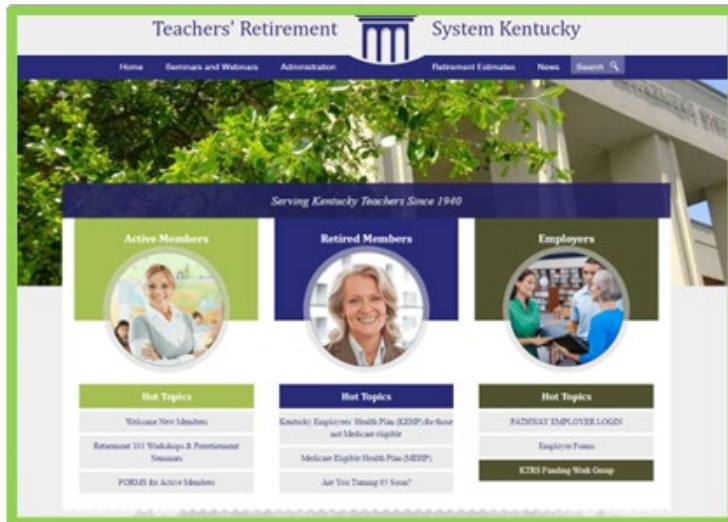 Teachers' Retirement System Kentucky
Home Seminars and Webinars Administration Retirement Estimates News Search
Serving Kentucky Teachers Since 1940
Active Members
Hot Topics
Welcome New Members
Retirement 101 Workshops & Preretirement
Seminars
FORMS for Active Members
Retired Members
Hot Topics
Kentucky Employees' Health Plan (KEHP) for those
not Medicare eligible
Medicare Eligible Health Plan (MEHP)
Are You Turning 65 Soon?
Employers
Hot Topics
PATHWAY EMPLOYER LOGIN
Employer Forms
KTRS Funding Work Group